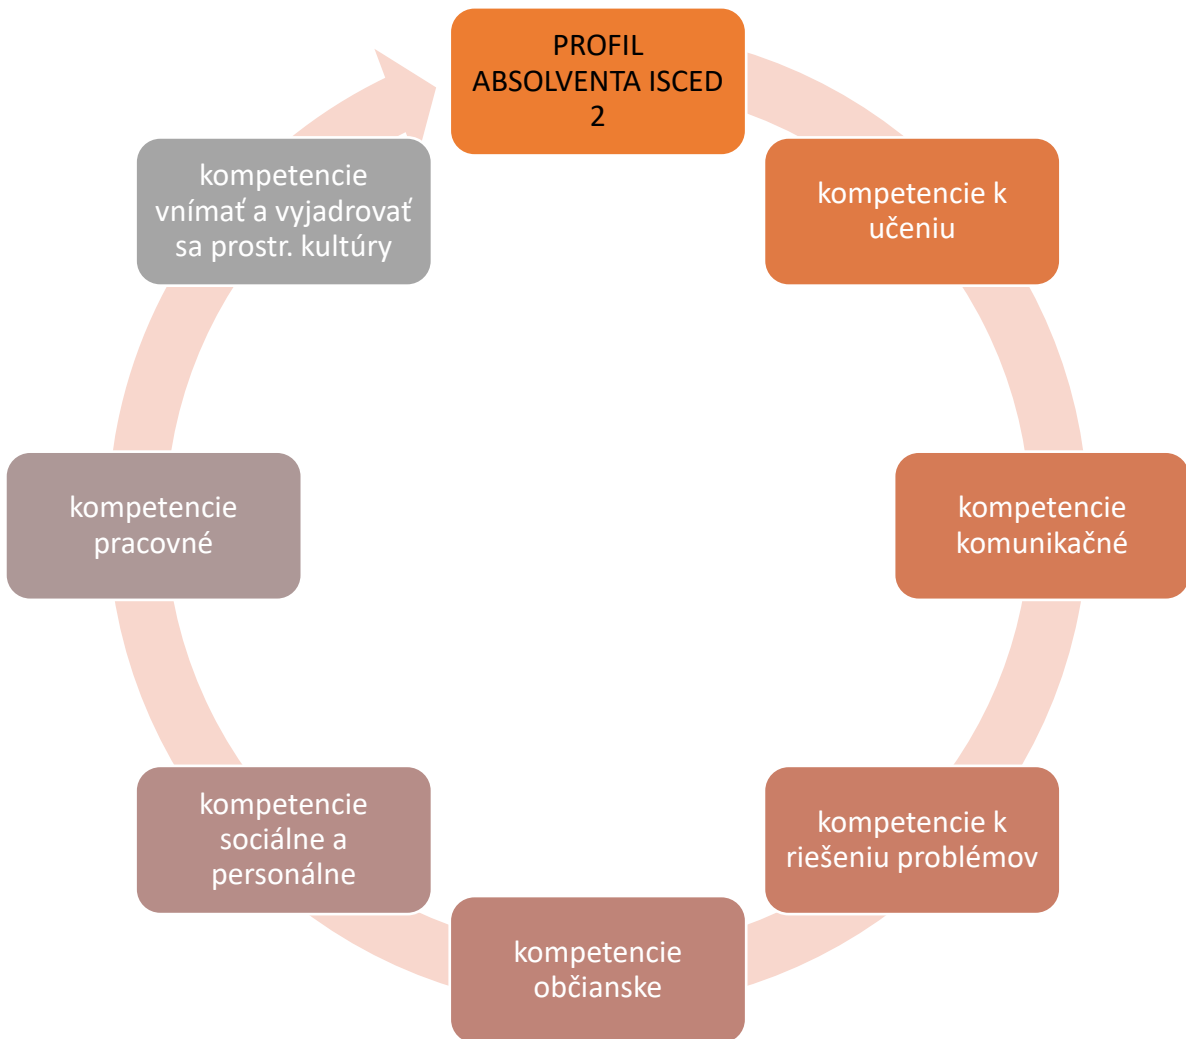 PROFIL
ABSOLVENTA ISCED
2
kompetencie k
učeniu
kompetencie
komunikačné
kompetencie k
riešeniu problémov
kompetencie
občianske
kompetencie
sociálne a
personálne
kompetencie
pracovné
kompetencie
vnímať a vyjadrovať
sa prostr. kultúry